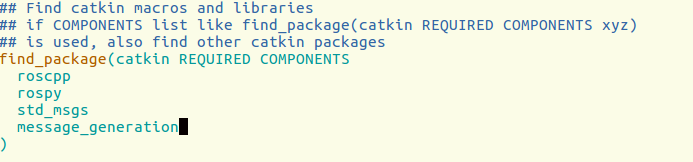 ## Find catkin macros and libraries
## if COMPONENTS list like find_package(catkin REQUIRED COMPONENTS xyz)
## is used, also find other catkin packages
find_package(catkin REQUIRED COMPONENTS
  roscpp
  rospy
  std_msgs
  message_generation
)